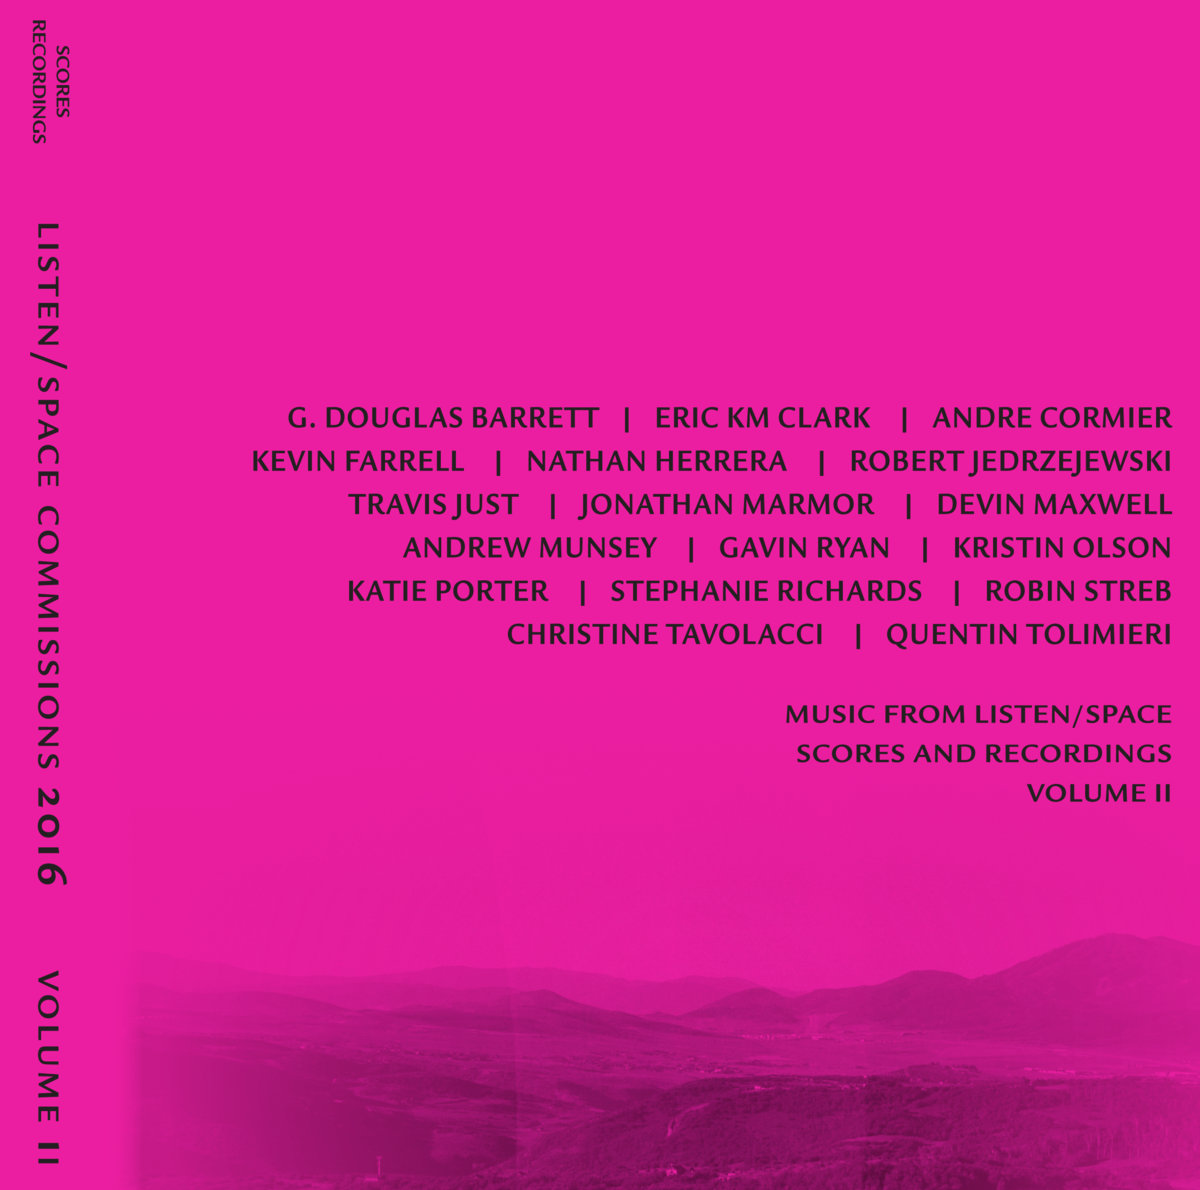 SCORES
RECORDINGS
LISTEN/SPACE COMMISSIONS 2016
VOLUME II
G. DOUGLAS BARRETT | ERIC KM CLARK | ANDRE CORMIER
KEVIN FARRELL | NATHAN HERRERA | ROBERT JEDRZEJEWSKI
TRAVIS JUST | JONATHAN MARMOR | DEVIN MAXWELL
ANDREW MUNSEY | GAVIN RYAN | KRISTIN OLSON
KATIE PORTER | STEPHANIE RICHARDS | ROBIN STREB
CHRISTINE TAVOLACCI | QUENTIN TOLIMIERI
MUSIC FROM LISTEN/SPACE
SCORES AND RECORDINGS
VOLUME II